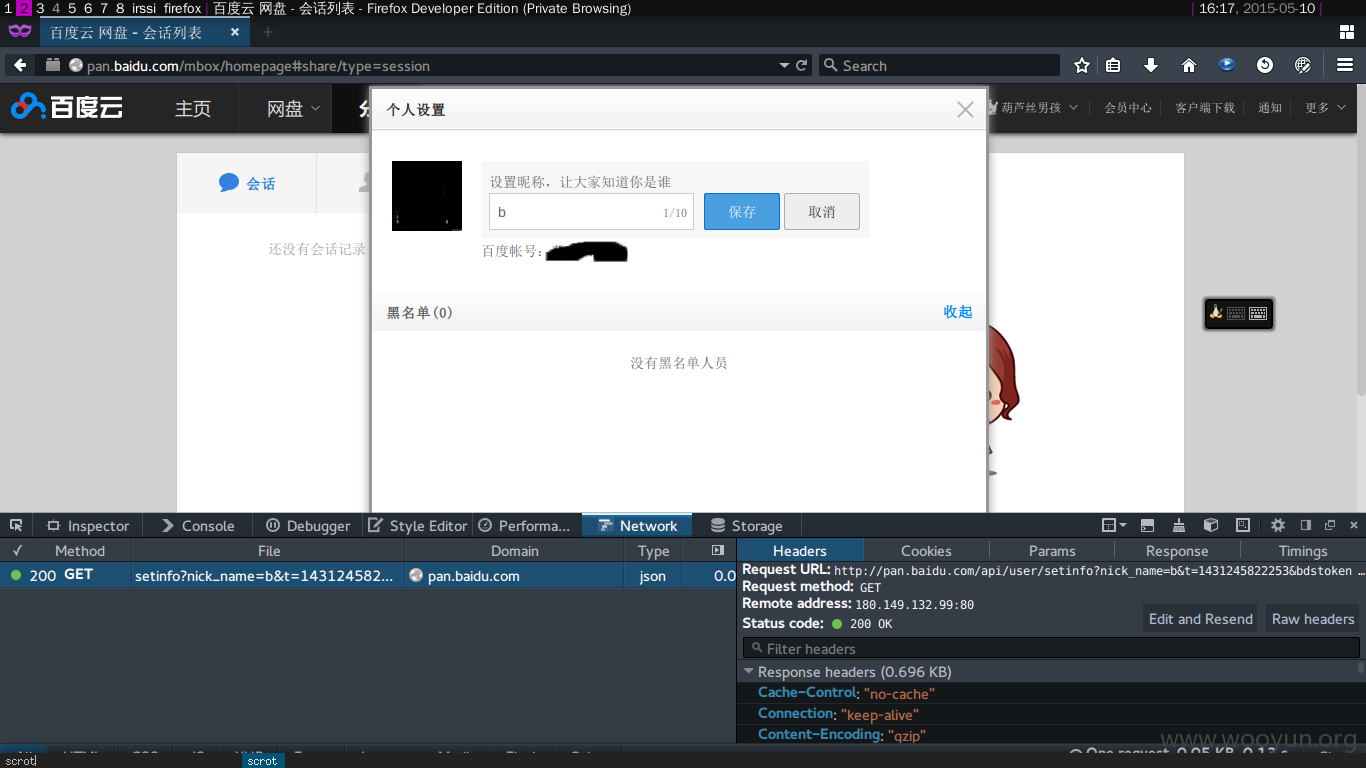 1 2 3 4 5 6 7 8 irssi firefox | 百度云 网盘 - 会话列表 - Firefox Developer Edition (Private Browsing) | 16:17, 2015-05-10 |
百度云 网盘 - 会话列表
pan.baidu.com/mbox/homepage#share/type=session Search
百度云 主页 网盘 葫芦丝男孩 会员中心 客户端下载 通知 更多
个人设置
会话
设置昵称，让大家知道你是谁
b 1/10 保存 取消
还没有会话记录
百度帐号:
黑名单(0) 收起
没有黑名单人员
Inspector Console Debugger Style Editor Performa... Network Storage
✓ Method File Domain Type
Headers Cookies Params Response Timings
200 GET setinfo?nick_name=b&t=143124582... pan.baidu.com json 0.0
Request URL: http://pan.baidu.com/api/user/setinfo?nick_name=b&t=1431245822253&bdstoken …
Request method: GET
Remote address: 180.149.132.99:80
Status code: 200 OK
Edit and Resend Raw headers
Filter headers
Response headers (0.696 KB)
Cache-Control: "no-cache"
Connection: "keep-alive"
Content-Encoding: "gzip"
www.wooyun.org
One request, 0.05 KB, 0.13 s
scrot scrot